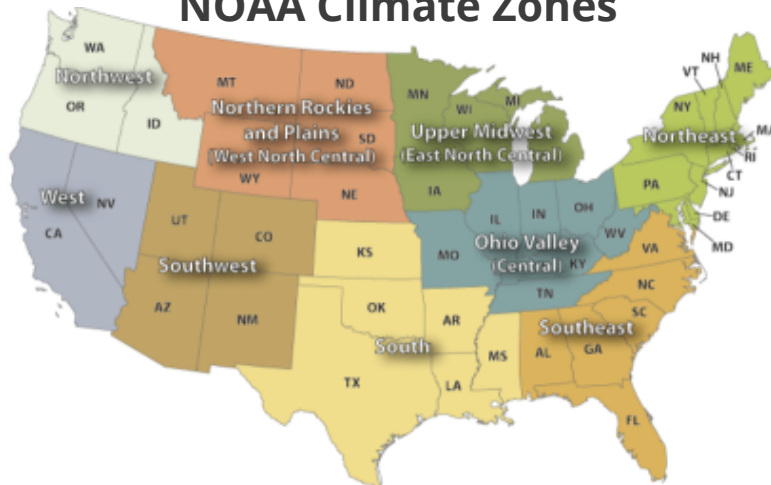 NOAA Climate Zones
WA
Northwest
OR
ID
MT
ND
Northern Rockies
and Plains
SD
(West North Central)
WY
NE
MN
WI
MI
Upper Midwest
(East North Central)
IA
NH
VT
ME
NY
MA
Northeast
RI
CT
PA
NJ
DE
MD
West
NV
CA
UT
CO
Southwest
AZ
NM
KS
OK
AR
South
TX
LA
MS
IL
IN
OH
WV
Ohio Valley
MO
(Central)
KY
TN
VA
NC
SC
Southeast
AL
GA
FL